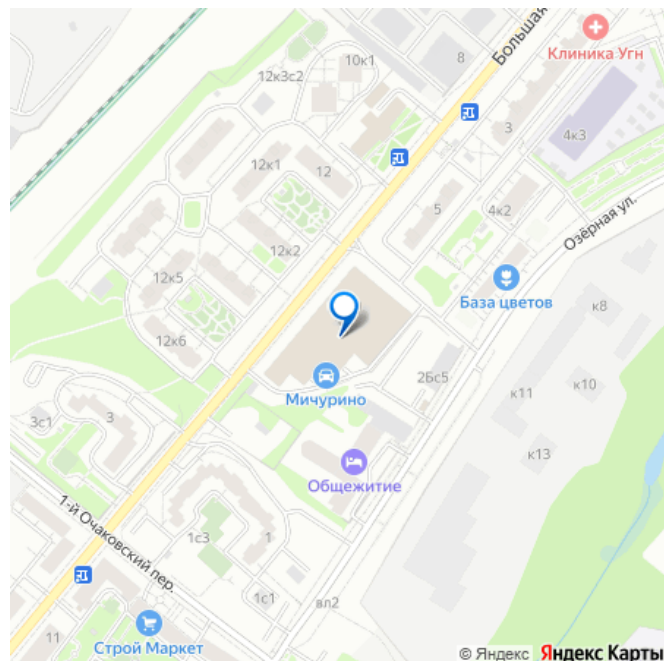 Большая
Клиника Угн
8
10к1
12к3с2
3
4к3
12к1
12
5
4к2
Озёрная ул.
12к2
12к5
База цветов
к8
12к6
2Бс5
Мичурино
к11
к10
3с1
3
к13
Общежитие
1-й Очаковский пер.
1с3
1
1с1
вл2
11
Строй Маркет
© Яндекс Яндекс Карты